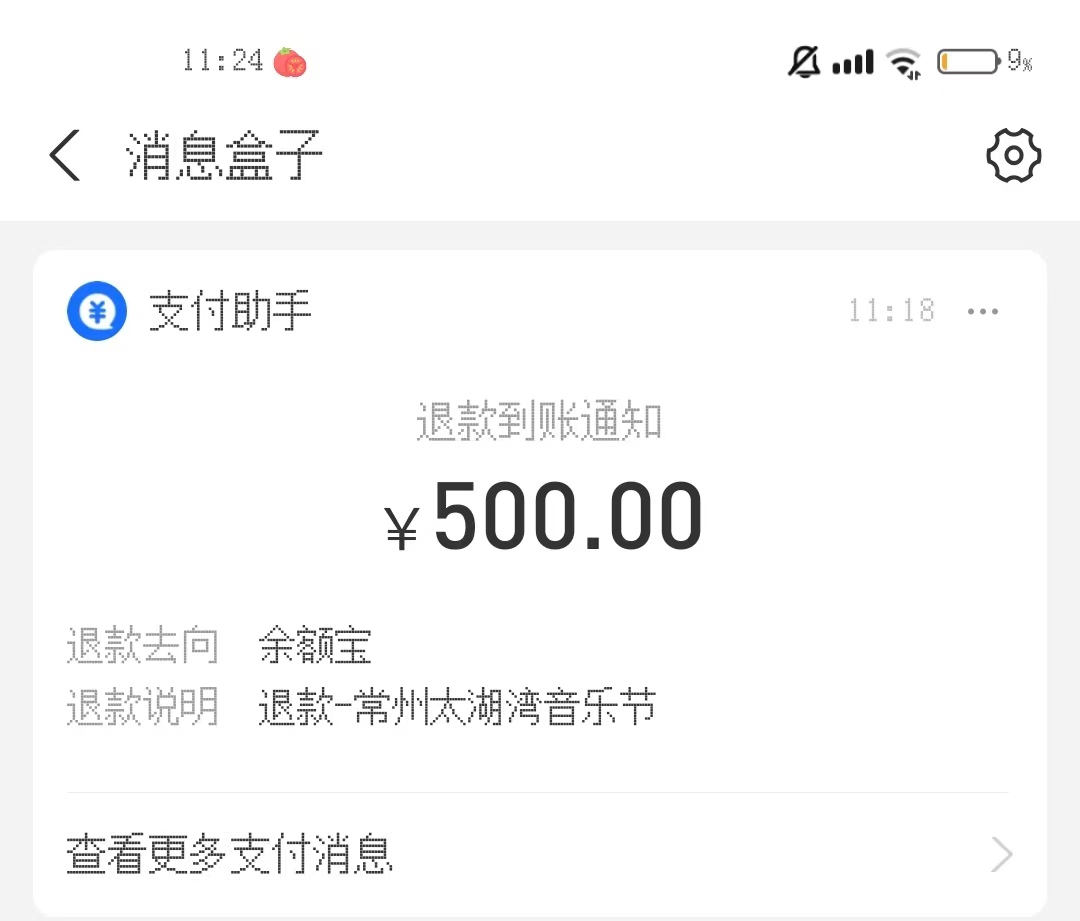 11:24 9%
消息盒子
支付助手 11:18
退款到账通知
¥500.00
退款去向 余额宝
退款说明 退款-常州太湖湾音乐节
查看更多支付消息